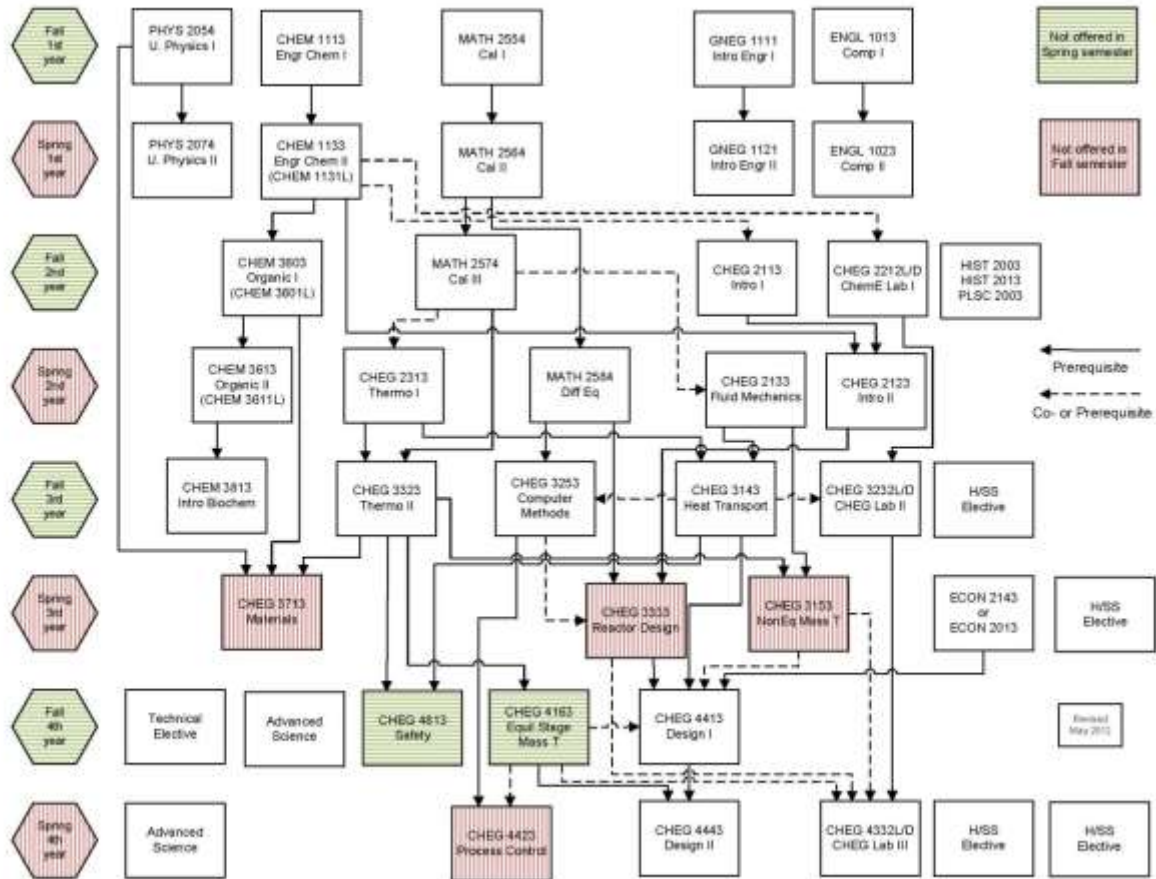 Fall
1st
year
PHYS 2054
U. Physics I
CHEM 1113
Engr Chem I
MATH 2554
Cal I
GNEG 1111
Intro Engr I
ENGL 1013
Comp I
Not offered in
Spring semester
Spring
1st
year
PHYS 2074
U. Physics II
CHEM 1133
Engr Chem II
(CHEM 1131L)
MATH 2564
Cal II
GNEG 1121
Intro Engr II
ENGL 1023
Comp II
Not offered in
Fall semester
Fall
2nd
year
CHEM 3603
Organic I
(CHEM 3601L)
MATH 2574
Cal III
CHEG 2113
Intro I
CHEG 2212L/D
ChemE Lab I
HIST 2003
HIST 2013
PLSC 2003
Spring
2nd
year
CHEM 3613
Organic II
(CHEM 3611L)
CHEG 2313
Thermo I
MATH 2584
Diff Eq
CHEG 2133
Fluid Mechanics
CHEG 2123
Intro II
Prerequisite
Co- or Prerequisite
Fall
3rd
year
CHEM 3813
Intro Biochem
CHEG 3323
Thermo II
CHEG 3253
Computer
Methods
CHEG 3143
Heat Transport
CHEG 3232L/D
CHEG Lab II
H/SS
Elective
Spring
3rd
year
CHEG 3713
Materials
CHEG 3333
Reactor Design
CHEG 3153
NonEq Mass T
ECON 2143
or
ECON 2013
H/SS
Elective
Fall
4th
year
Technical
Elective
Advanced
Science
CHEG 4813
Safety
CHEG 4163
Equil Stage
Mass T
CHEG 4413
Design I
Revised
May 2012
Spring
4th
year
Advanced
Science
CHEG 4423
Process Control
CHEG 4443
Design II
CHEG 4332L/D
CHEG Lab III
H/SS
Elective
H/SS
Elective